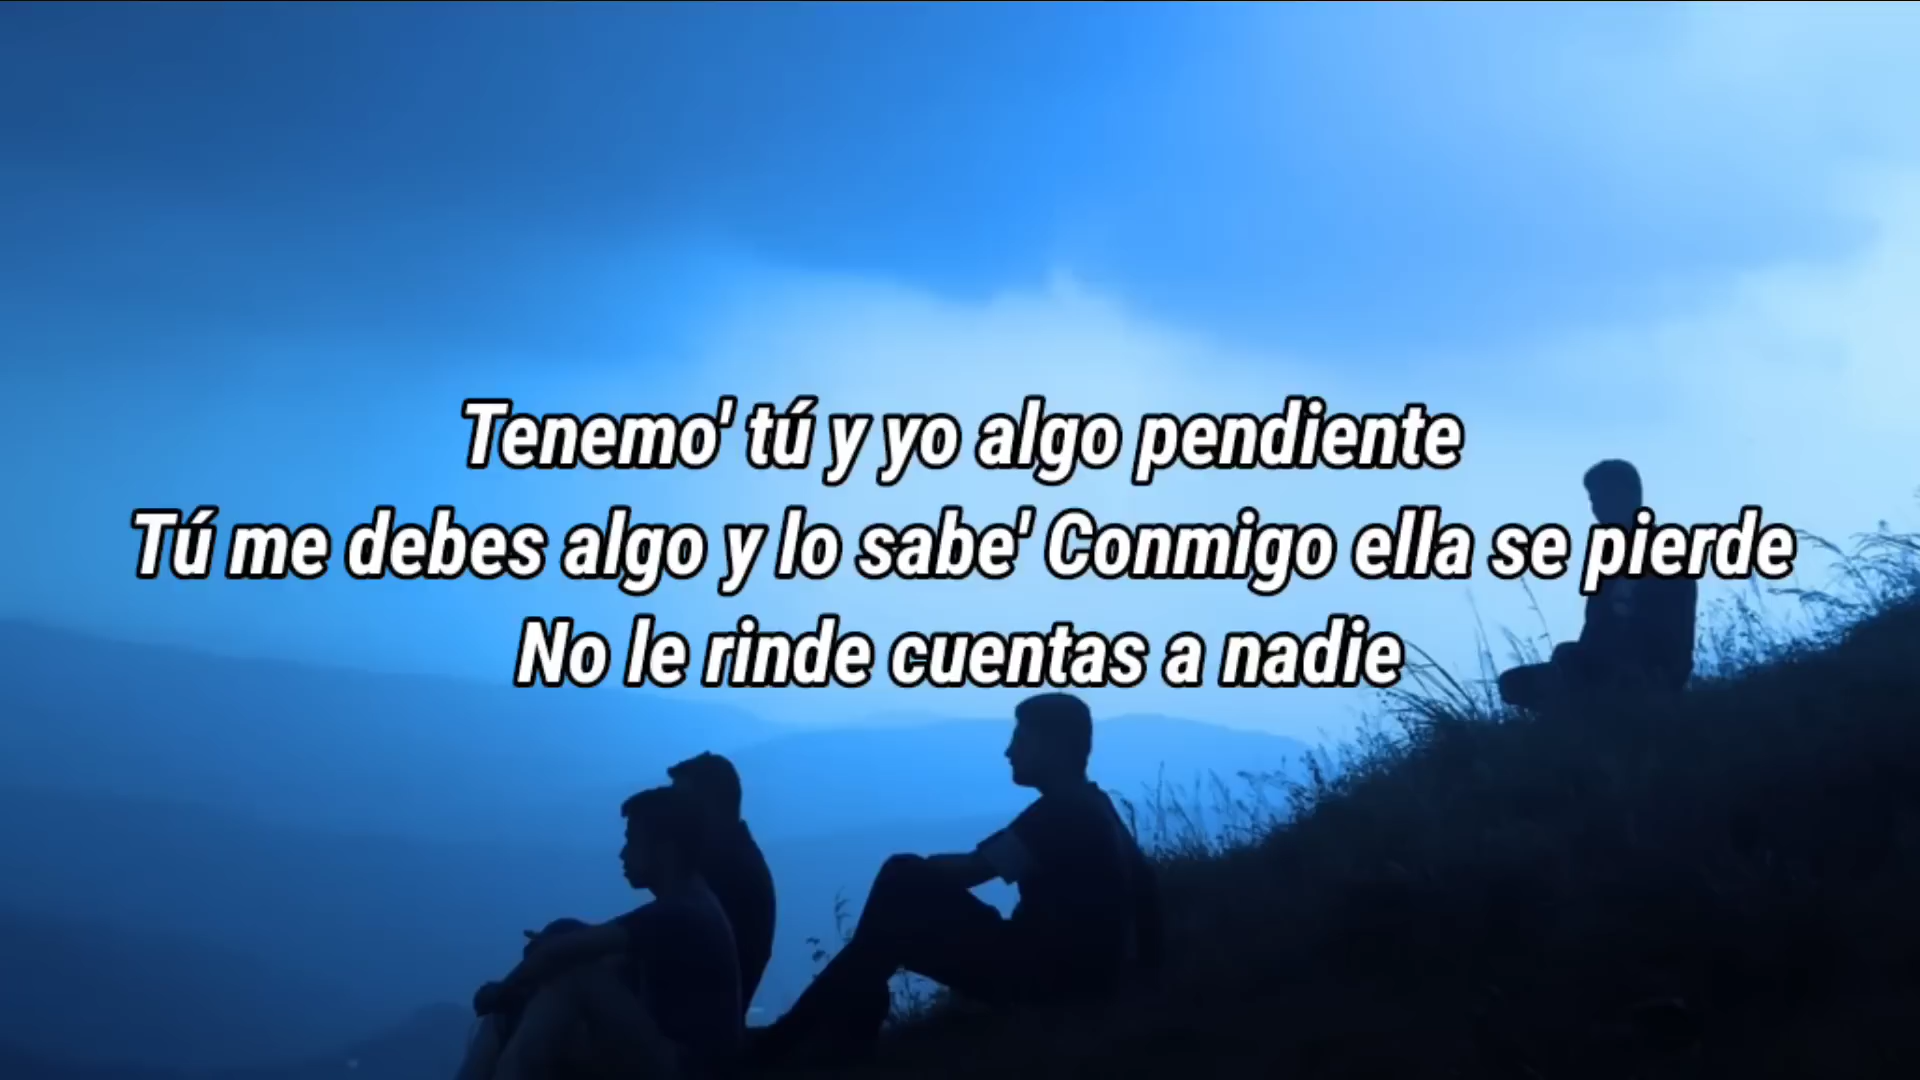 Tenemo' tú y yo algo pendiente
Tú me debes algo y lo sabe' Conmigo ella se pierde
No le rinde cuentas a nadie